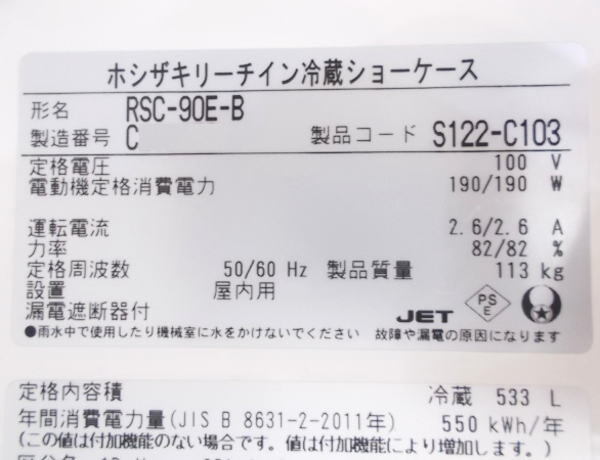 ホシザキリーチイン冷蔵ショーケース
形名 RSC-90E-B
製造番号 C 製品コード S122-C103
定格電圧 100 V
電動機定格消費電力 190/190 W
運転電流 2.6/2.6 A
力率 82/82 %
定格周波数 50/60 Hz 製品質量 113 kg
設置 屋内用
漏電遮断器付 JET PSE
●雨水中で使用したり機械室に水をかけないでください 故障や漏電の原因になります
定格内容積 冷蔵 533 L
年間消費電力量(JIS B 8631-2-2011年) 550 kWh/年
(この値は付加機能のない場合です。値は付加機能により増加します。)